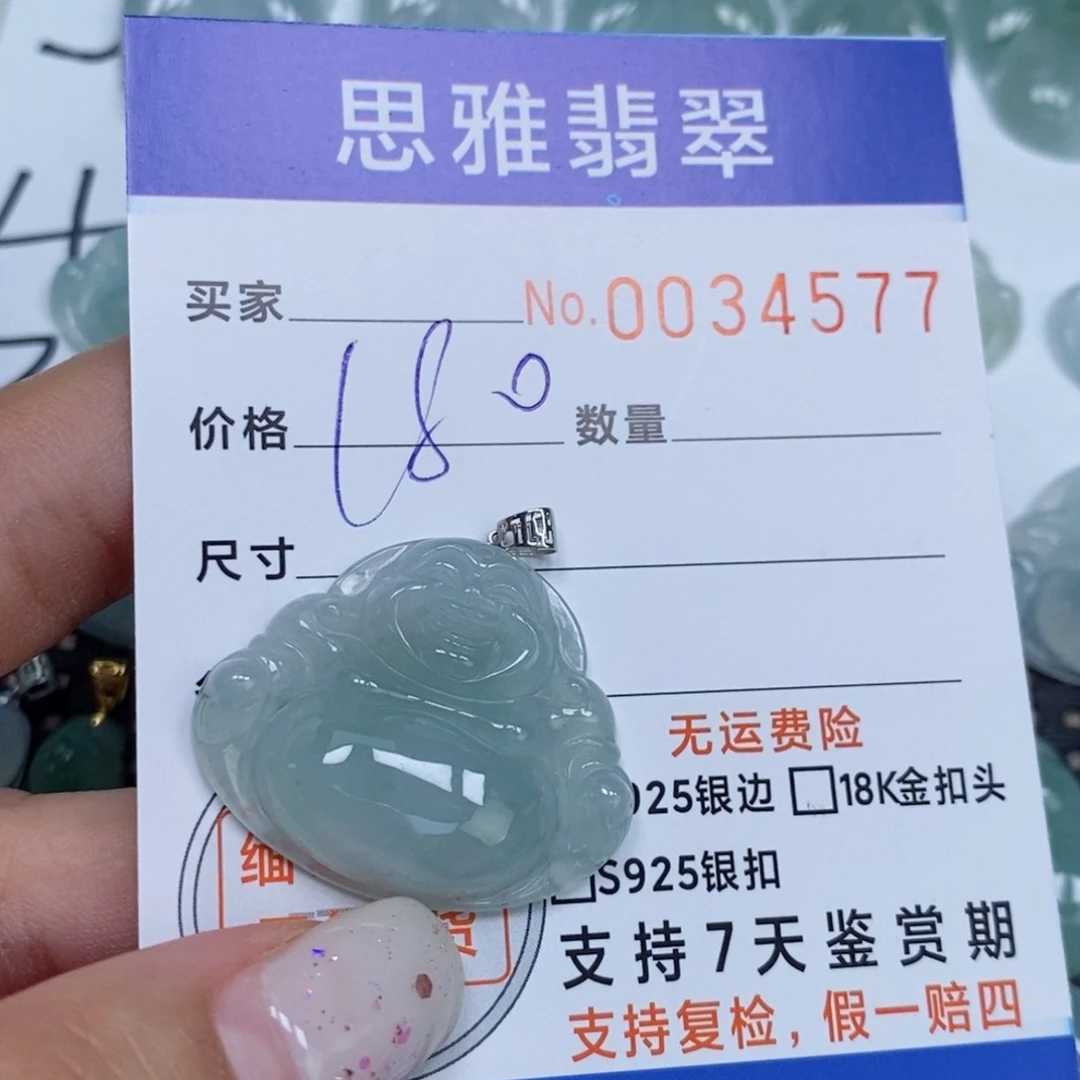 思雅翡翠
买家 No.0034577
价格 180 数量
尺寸
无运费险
925银边 □18K金扣头
缅
□S925银扣
货
支持7天鉴赏期
支持复检，假一赔四